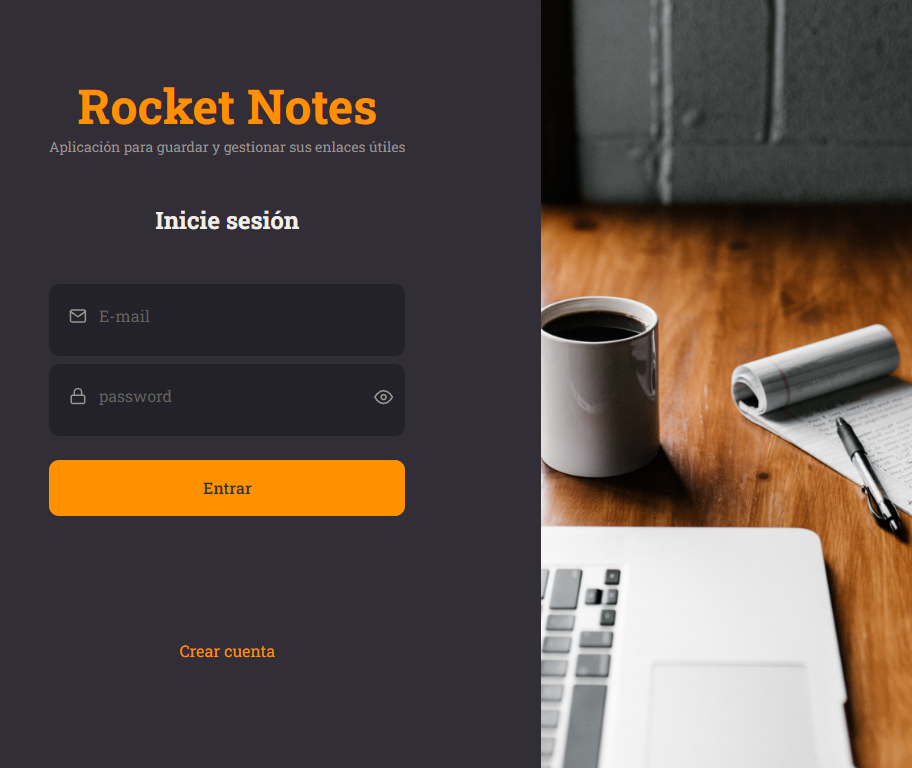 Rocket Notes
Aplicación para guardar y gestionar sus enlaces útiles
Inicie sesión
E-mail
password
Entrar
Crear cuenta